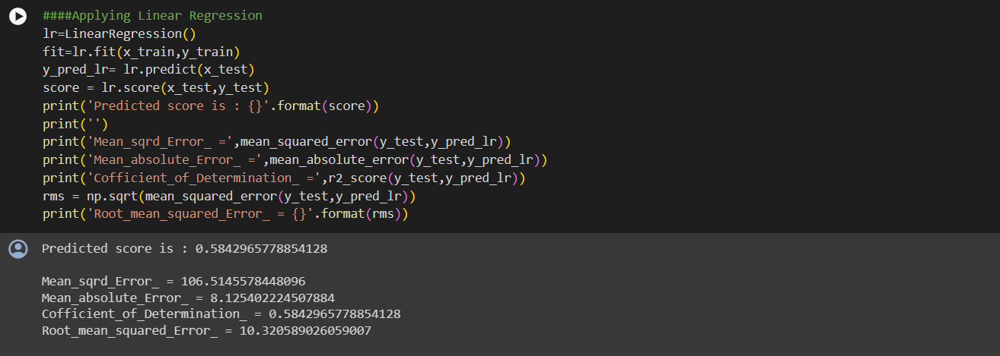 ####Applying Linear Regression
lr=LinearRegression()
fit=lr.fit(x_train,y_train)
y_pred_lr= lr.predict(x_test)
score = lr.score(x_test,y_test)
print('Predicted score is : {}'.format(score))
print('')
print('Mean_sqrd_Error_ =',mean_squared_error(y_test,y_pred_lr))
print('Mean_absolute_Error_ =',mean_absolute_error(y_test,y_pred_lr))
print('Cofficient_of_Determination_ =',r2_score(y_test,y_pred_lr))
rms = np.sqrt(mean_squared_error(y_test,y_pred_lr))
print('Root_mean_squared_Error_ = {}'.format(rms))
Predicted score is : 0.5842965778854128
Mean_sqrd_Error_ = 106.5145578448096
Mean_absolute_Error_ = 8.125402224507884
Cofficient_of_Determination_ = 0.5842965778854128
Root_mean_squared_Error_ = 10.320589026059007